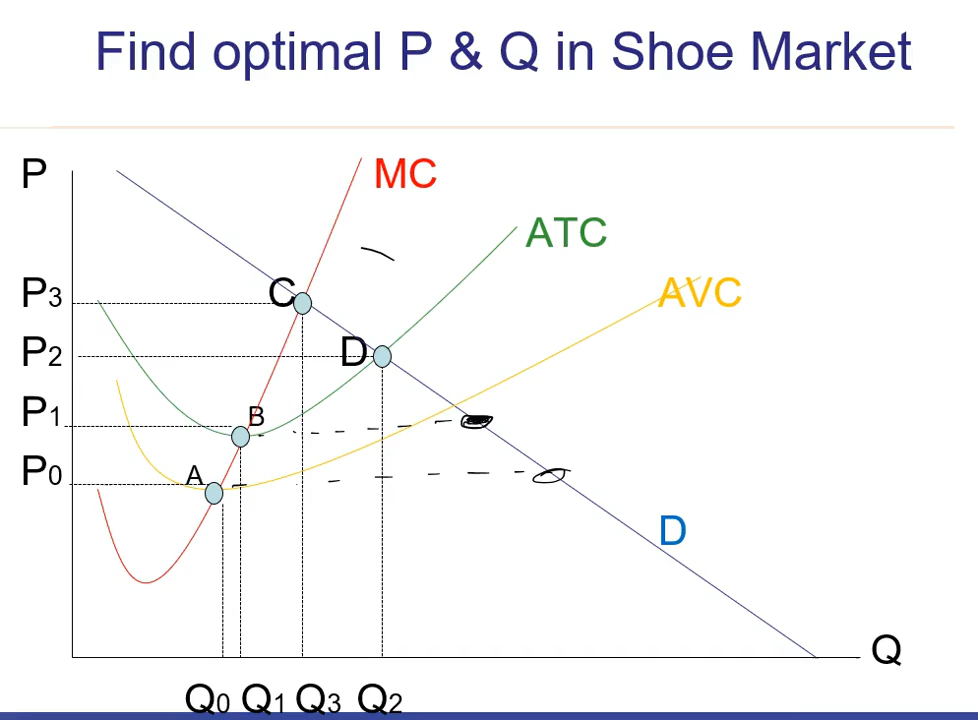 Find optimal P & Q in Shoe Market
P
MC
ATC
P3
C
AVC
P2
D
P1
B
P0
A
D
Q
Q0 Q1 Q3 Q2